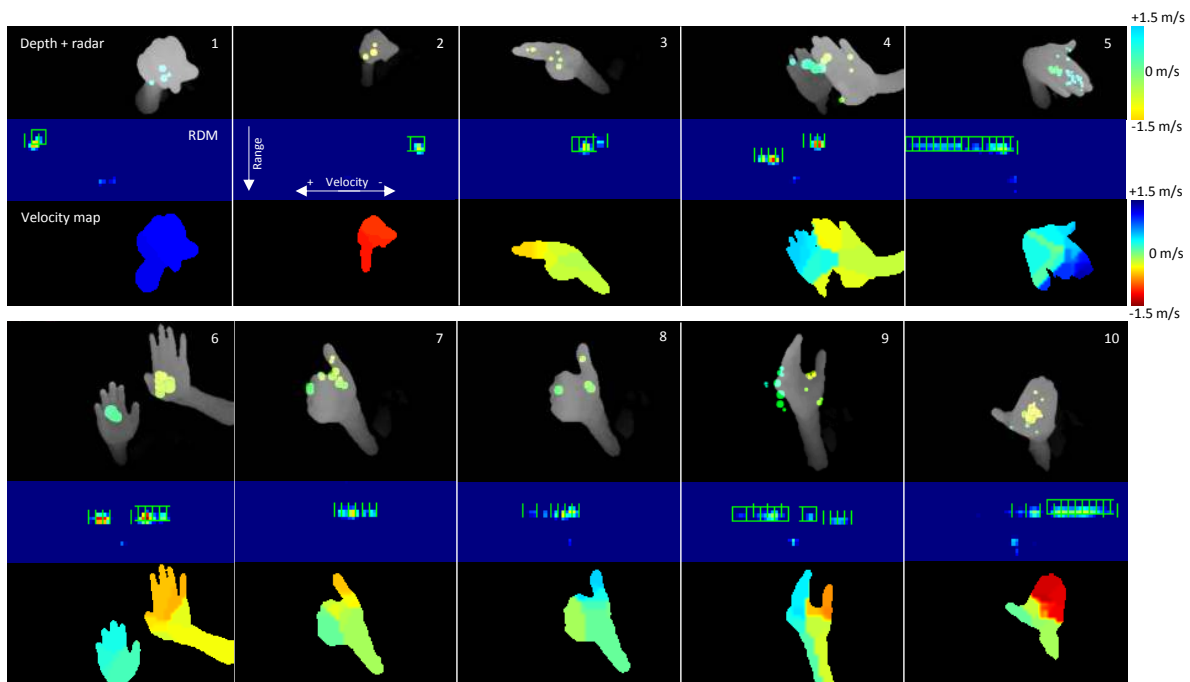 Depth + radar
1
2
3
4
5
+1.5 m/s
0 m/s
-1.5 m/s
RDM
Range
+ Velocity -
Velocity map
+1.5 m/s
0 m/s
-1.5 m/s
6
7
8
9
10